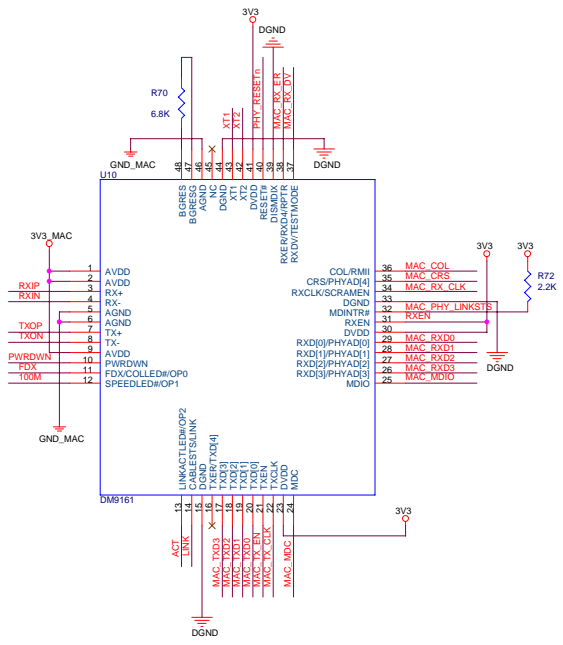 3V3
DGND
R70
6.8K
XT1
XT2
PHY_RESETn
MAC_RX_ER
MAC_RX_DV
GND_MAC
DGND
48
47
46
45
44
43
42
41
40
39
38
37
U10
BGRES
BGRESG
AGND
NC
DGND
XT1
XT2
DVDD
RESET#
DISMDIX
RXER/RXD4/RPTR
RXDV/TESTMODE
3V3_MAC
3V3
3V3
1 AVDD
2 AVDD
RXIP 3 RX+
RXIN 4 RX-
5 AGND
6 AGND
TXOP 7 TX+
TXON 8 TX-
9 AVDD
PWRDWN 10 PWRDWN
FDX 11 FDX/COLLED#/OP0
100M 12 SPEEDLED#/OP1
COL/RMII 36 MAC_COL
CRS/PHYAD[4] 35 MAC_CRS
RXCLK/SCRAMEN 34 MAC_RX_CLK
DGND 33
MDINTR# 32 MAC_PHY_LINKSTS
RXEN 31 RXEN
DVDD 30
RXD[0]/PHYAD[0] 29 MAC_RXD0
RXD[1]/PHYAD[1] 28 MAC_RXD1
RXD[2]/PHYAD[2] 27 MAC_RXD2
RXD[3]/PHYAD[3] 26 MAC_RXD3
MDIO 25 MAC_MDIO
R72
2.2K
DGND
GND_MAC
LINKACTLED#/OP2
CABLESTS/LINK
DGND
TXER/TXD[4]
TXD[3]
TXD[2]
TXD[1]
TXD[0]
TXEN
TXCLK
DVDD
MDC
DM9161
13
14
15
16
17
18
19
20
21
22
23
24
3V3
ACT
LINK
MAC_TXD3
MAC_TXD2
MAC_TXD1
MAC_TXD0
MAC_TX_EN
MAC_TX_CLK
MAC_MDC
DGND